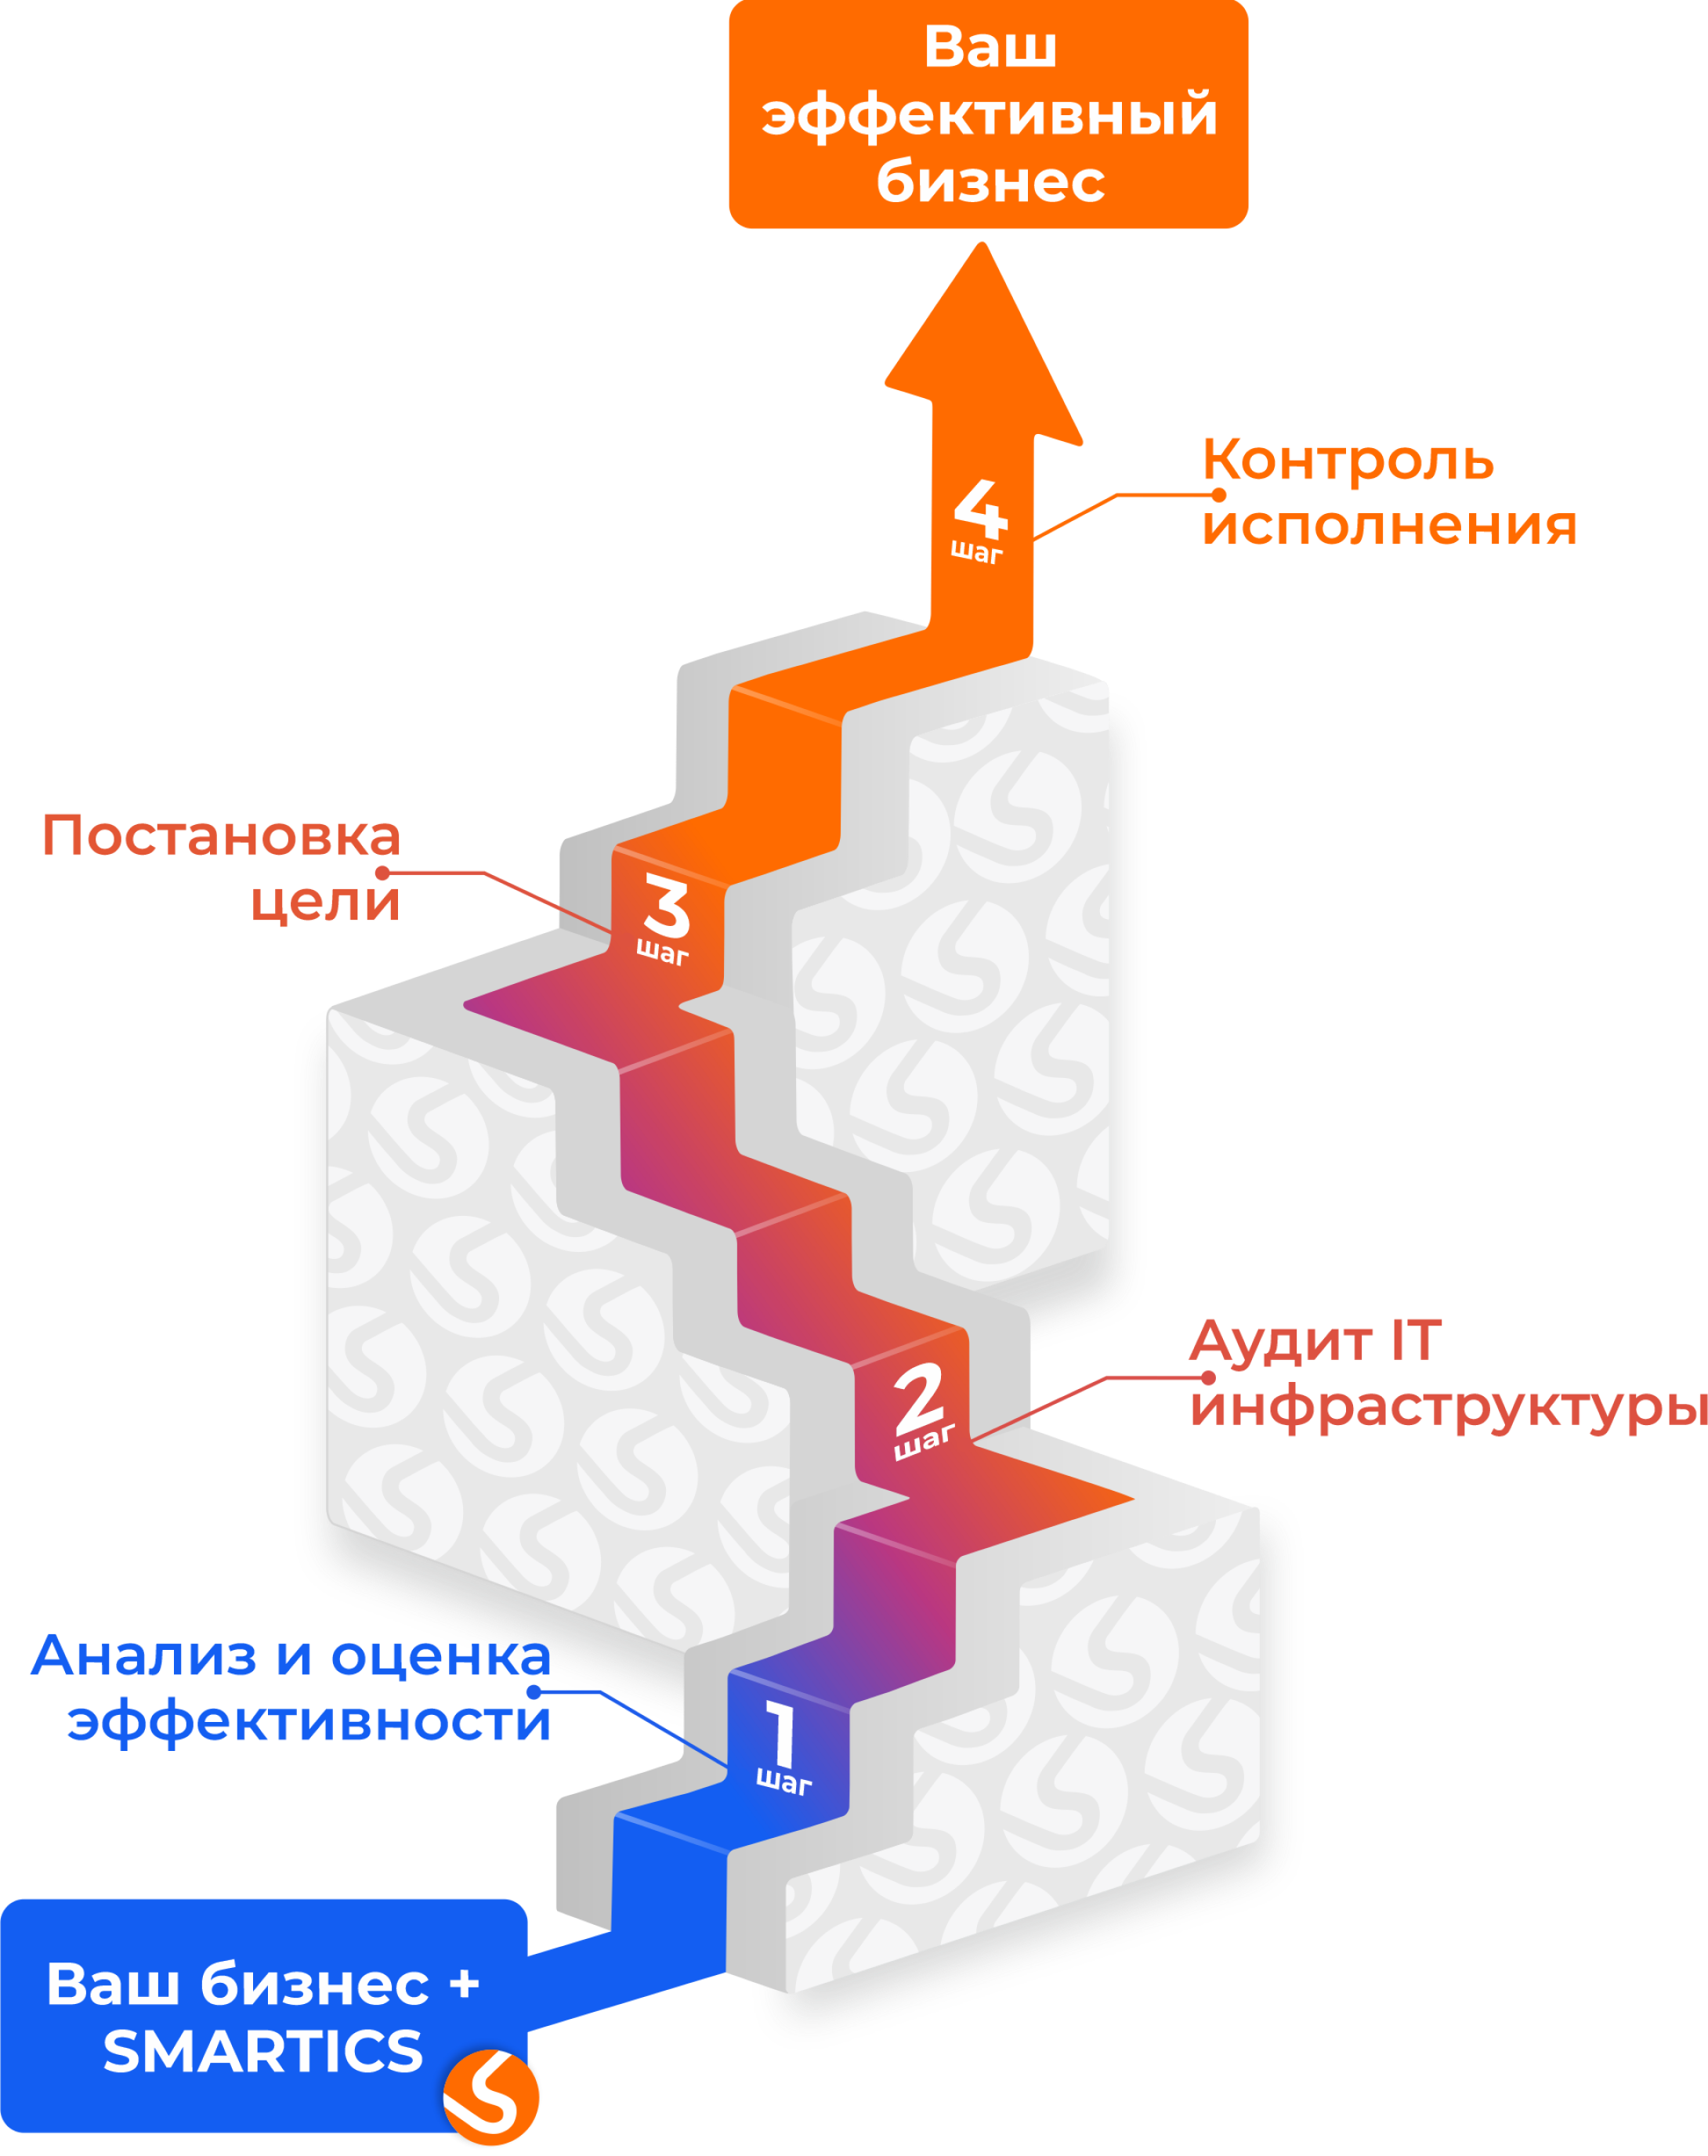 Ваш
эффективный
бизнес
Контроль
исполнения
4
шаг
Постановка
цели
3
шаг
Аудит IT
инфраструктуры
2
шаг
Анализ и оценка
эффективности
1
шаг
Ваш бизнес +
SMARTICS